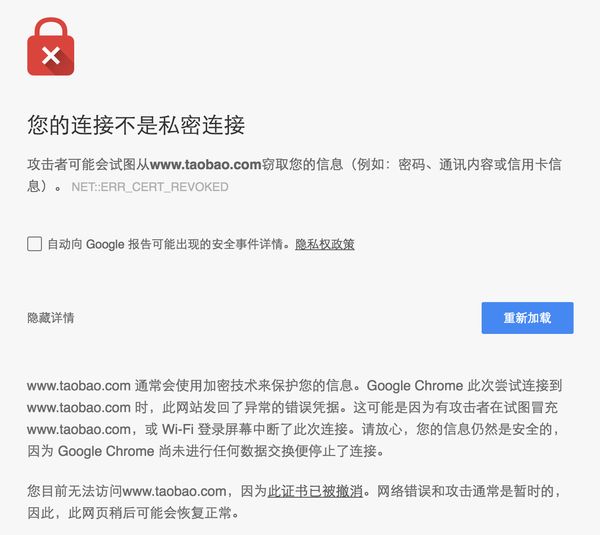 您的连接不是私密连接
攻击者可能会试图从www.taobao.com窃取您的信息（例如：密码、通讯内容或信用卡信
息）。 NET::ERR_CERT_REVOKED
自动向 Google 报告可能出现的安全事件详情。隐私权政策
隐藏详情
重新加载
www.taobao.com 通常会使用加密技术来保护您的信息。Google Chrome 此次尝试连接到
www.taobao.com 时，此网站发回了异常的错误凭据。这可能是因为有攻击者在试图冒充
www.taobao.com，或 Wi-Fi 登录屏幕中断了此次连接。请放心，您的信息仍然是安全的，
因为 Google Chrome 尚未进行任何数据交换便停止了连接。
您目前无法访问www.taobao.com，因为此证书已被撤消。网络错误和攻击通常是暂时的，
因此，此网页稍后可能会恢复正常。